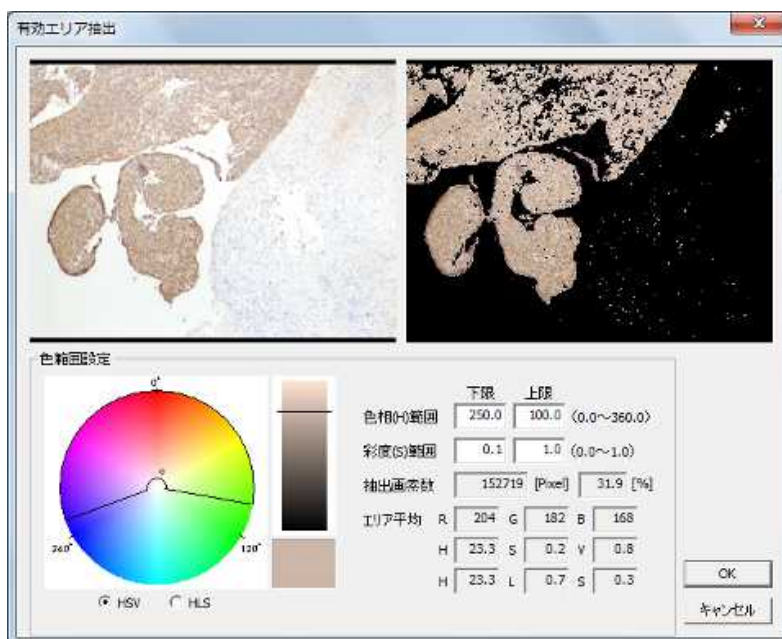 有効エリア抽出
色範囲設定
0°
240°
120°
HSV HLS
下限 上限
色相(H)範囲 250.0 100.0 (0.0～360.0)
彩度(S)範囲 0.1 1.0 (0.0～1.0)
抽出画素数 152719 [Pixel] 31.9 [%]
エリア平均 R 204 G 182 B 168
H 23.3 S 0.2 V 0.8
H 23.3 L 0.7 S 0.3
OK
キャンセル